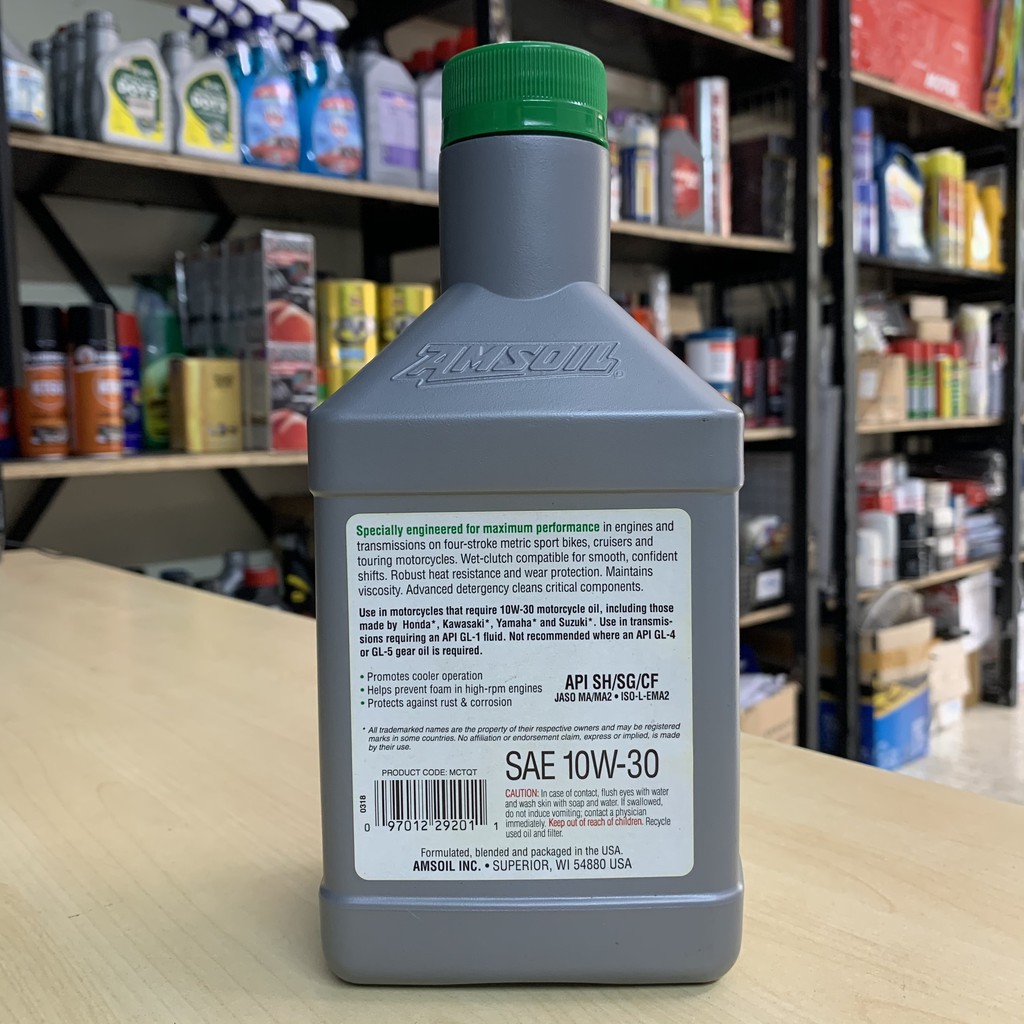 AMSOIL
Specially engineered for maximum performance in engines and
transmissions on four-stroke metric sport bikes, cruisers and
touring motorcycles. Wet-clutch compatible for smooth, confident
shifts. Robust heat resistance and wear protection. Maintains
viscosity. Advanced detergency cleans critical components.
Use in motorcycles that require 10W-30 motorcycle oil, including those
made by Honda*, Kawasaki*, Yamaha* and Suzuki*. Use in transmis-
sions requiring an API GL-1 fluid. Not recommended where an API GL-4
or GL-5 gear oil is required.
• Promotes cooler operation
• Helps prevent foam in high-rpm engines
• Protects against rust & corrosion
API SH/SG/CF
JASO MA/MA2 • ISO-L-EMA2
* All trademarked names are the property of their respective owners and may be registered
marks in some countries. No affiliation or endorsement claim, express or implied, is made
by their use.
SAE 10W-30
PRODUCT CODE: MCTQT
0318
0 97012 29201 1
CAUTION: In case of contact, flush eyes with water
and wash skin with soap and water. If swallowed,
do not induce vomiting; contact a physician
immediately. Keep out of reach of children. Recycle
used oil and filter.
Formulated, blended and packaged in the USA.
AMSOIL INC. • SUPERIOR, WI 54880 USA